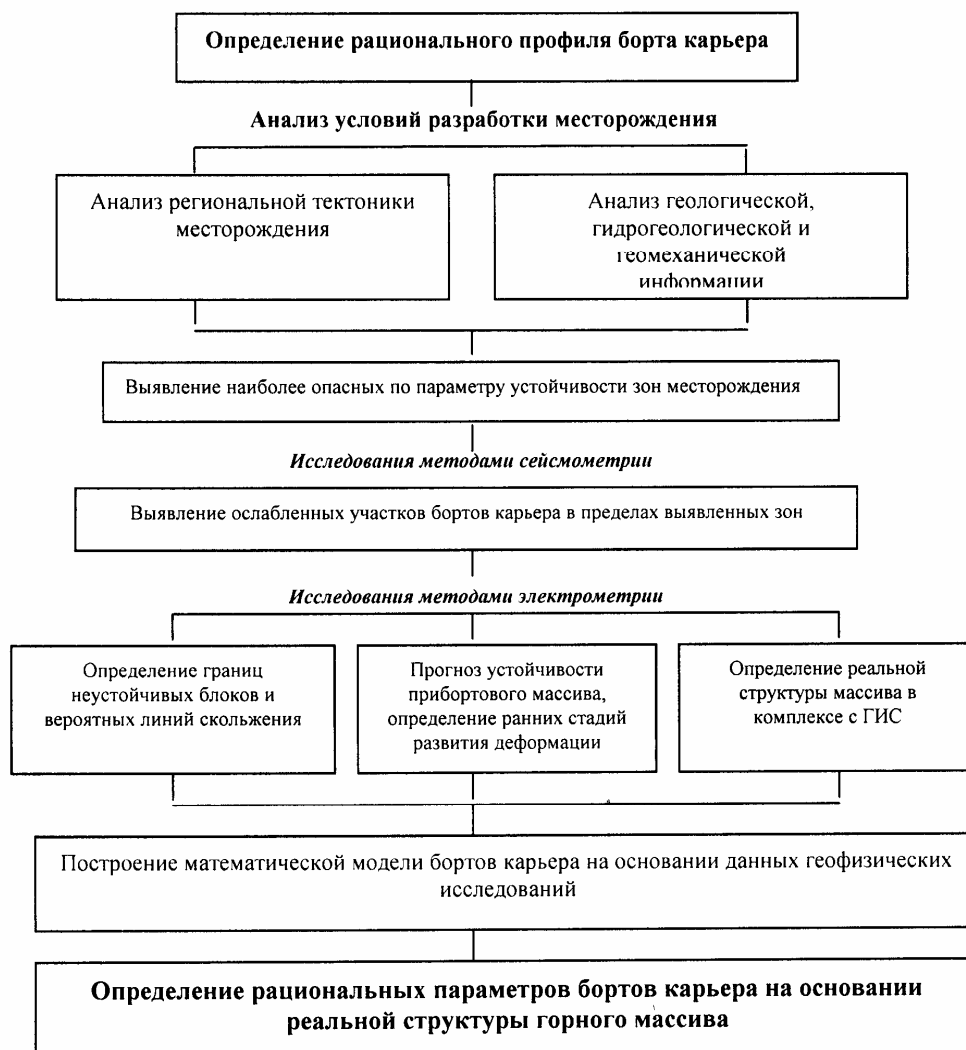 Определение рационального профиля борта карьера
Анализ условий разработки месторождения
Анализ региональной тектоники
месторождения
Анализ геологической,
гидрогеологической и
геомеханической
информации
Выявление наиболее опасных по параметру устойчивости зон месторождения
Исследования методами сейсмометрии
Выявление ослабленных участков бортов карьера в пределах выявленных зон
Исследования методами электрометрии
Определение границ
неустойчивых блоков и
вероятных линий скольжения
Прогноз устойчивости
прибортового массива,
определение ранних стадий
развития деформации
Определение реальной
структуры массива в
комплексе с ГИС
Построение математической модели бортов карьера на основании данных геофизических
исследований
Определение рациональных параметров бортов карьера на основании
реальной структуры горного массива